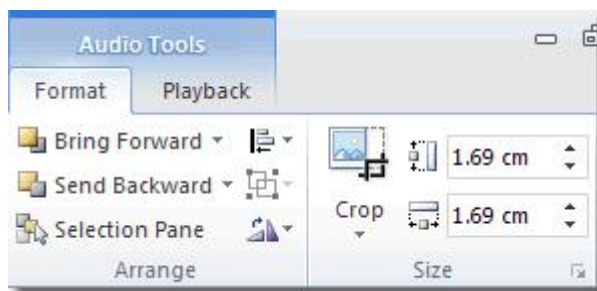 Audio Tools
Format Playback
Bring Forward
Send Backward
Selection Pane
Arrange
Crop
1.69 cm
1.69 cm
Size